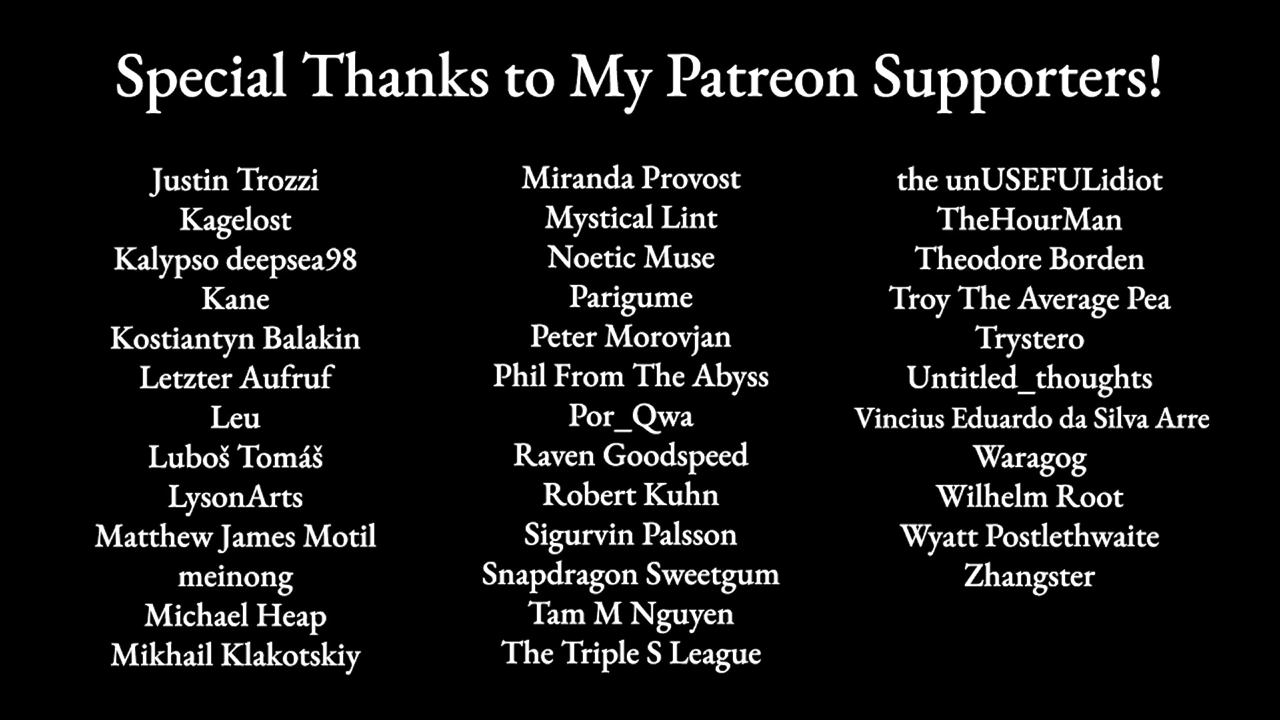 Special Thanks to My Patreon Supporters!
Justin Trozzi
Kagelost
Kalypso deepsea98
Kane
Kostiantyn Balakin
Letzter Aufruf
Leu
Luboš Tomáš
LysonArts
Matthew James Motil
meinong
Michael Heap
Mikhail Klakotskiy
Miranda Provost
Mystical Lint
Noetic Muse
Parigume
Peter Morovjan
Phil From The Abyss
Por_Qwa
Raven Goodspeed
Robert Kuhn
Sigurvin Palsson
Snapdragon Sweetgum
Tam M Nguyen
The Triple S League
the unUSEFULidiot
TheHourMan
Theodore Borden
Troy The Average Pea
Trystero
Untitled_thoughts
Vincius Eduardo da Silva Arre
Waragog
Wilhelm Root
Wyatt Postlethwaite
Zhangster